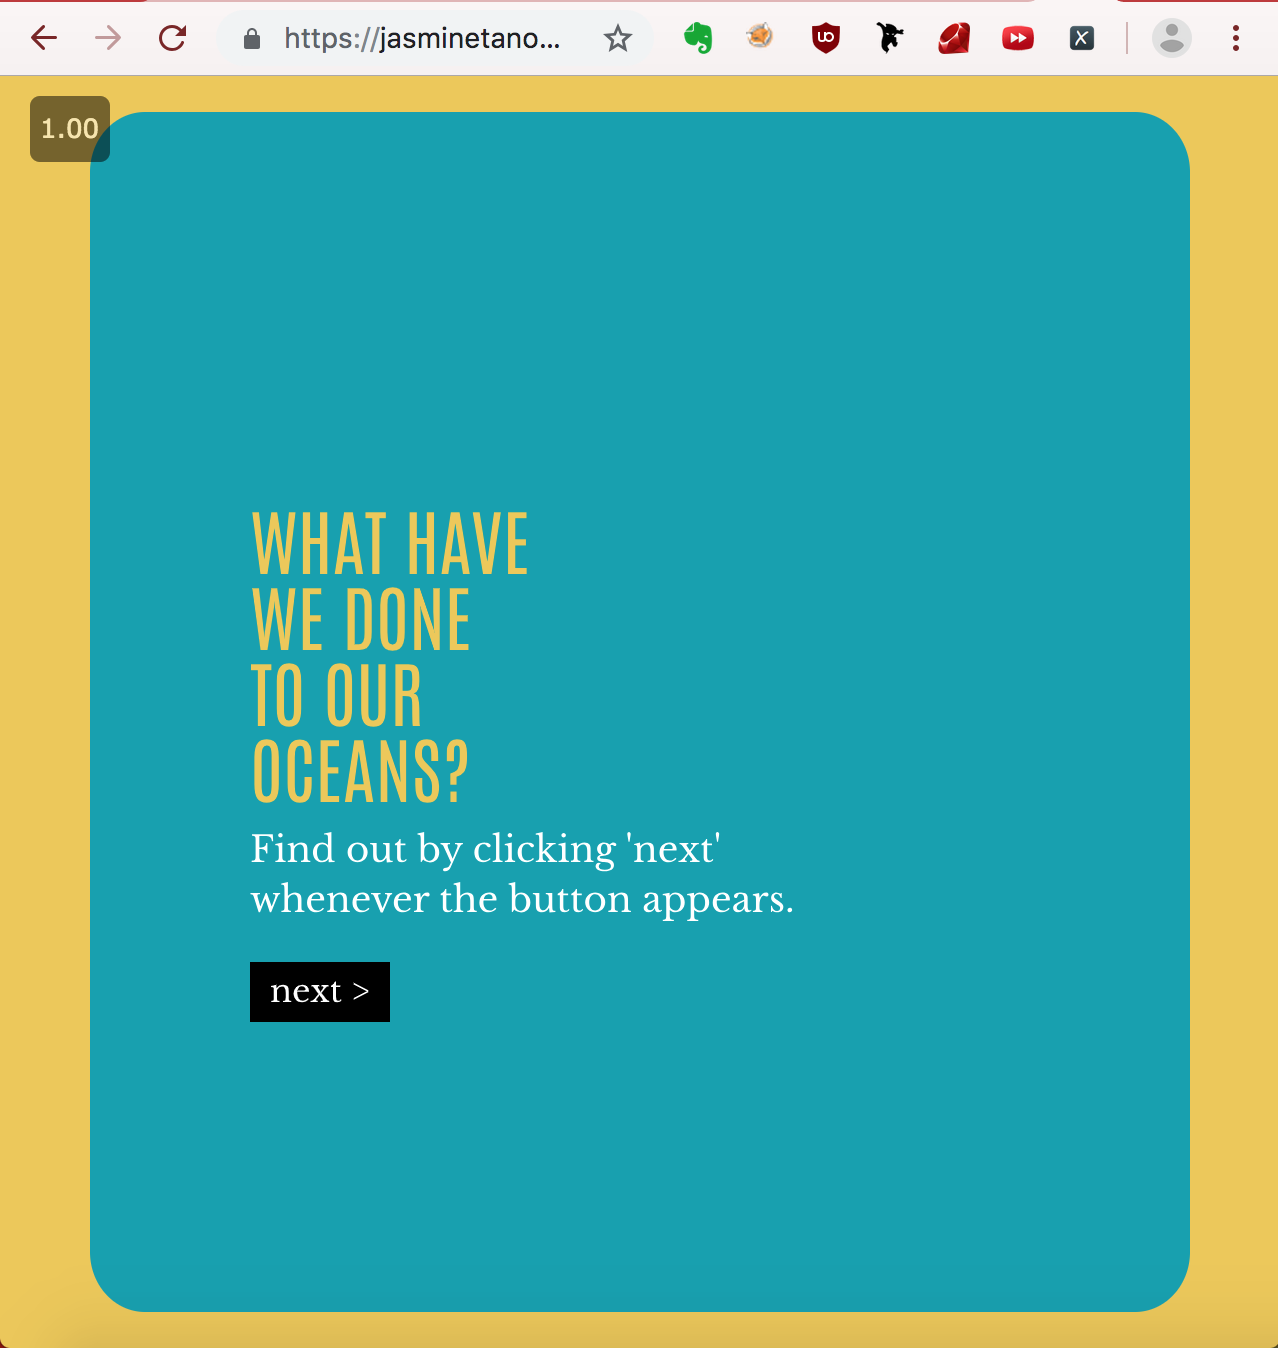 https://jasminetano...
UO
X
1.00
WHAT HAVE
WE DONE
TO OUR
OCEANS?
Find out by clicking 'next'
whenever the button appears.
next >